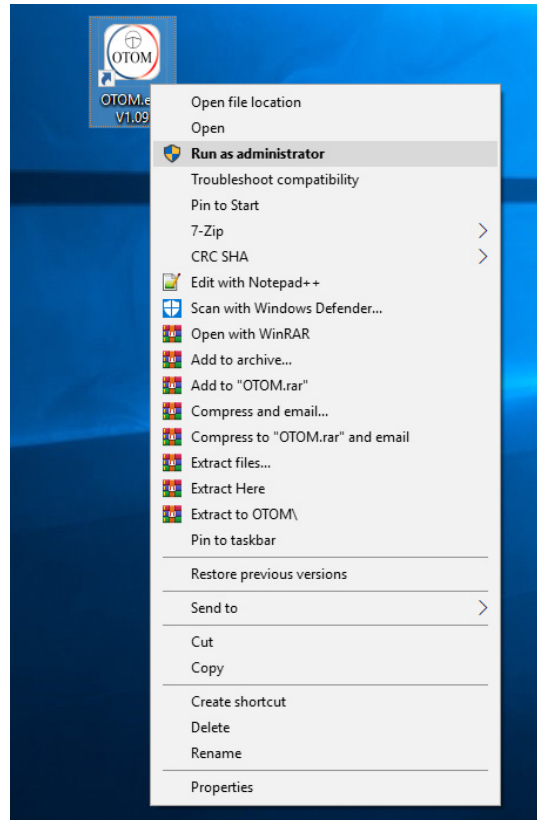 OTOM
OTOM.e
V1.09
Open file location
Open
Run as administrator
Troubleshoot compatibility
Pin to Start
7-Zip
CRC SHA
Edit with Notepad++
Scan with Windows Defender...
Open with WinRAR
Add to archive...
Add to "OTOM.rar"
Compress and email...
Compress to "OTOM.rar" and email
Extract files...
Extract Here
Extract to OTOM\
Pin to taskbar
Restore previous versions
Send to
Cut
Copy
Create shortcut
Delete
Rename
Properties